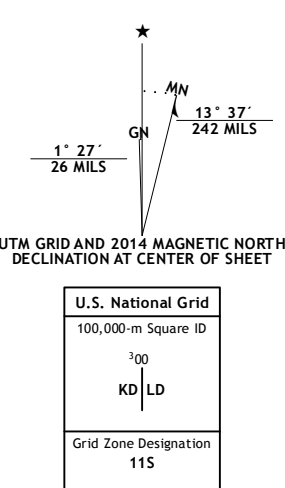 ★
MN
13° 37´
242 MILS
GN
1° 27´
26 MILS
UTM GRID AND 2014 MAGNETIC NORTH
DECLINATION AT CENTER OF SHEET
U.S. National Grid
100,000-m Square ID
³00
KD LD
Grid Zone Designation
11S